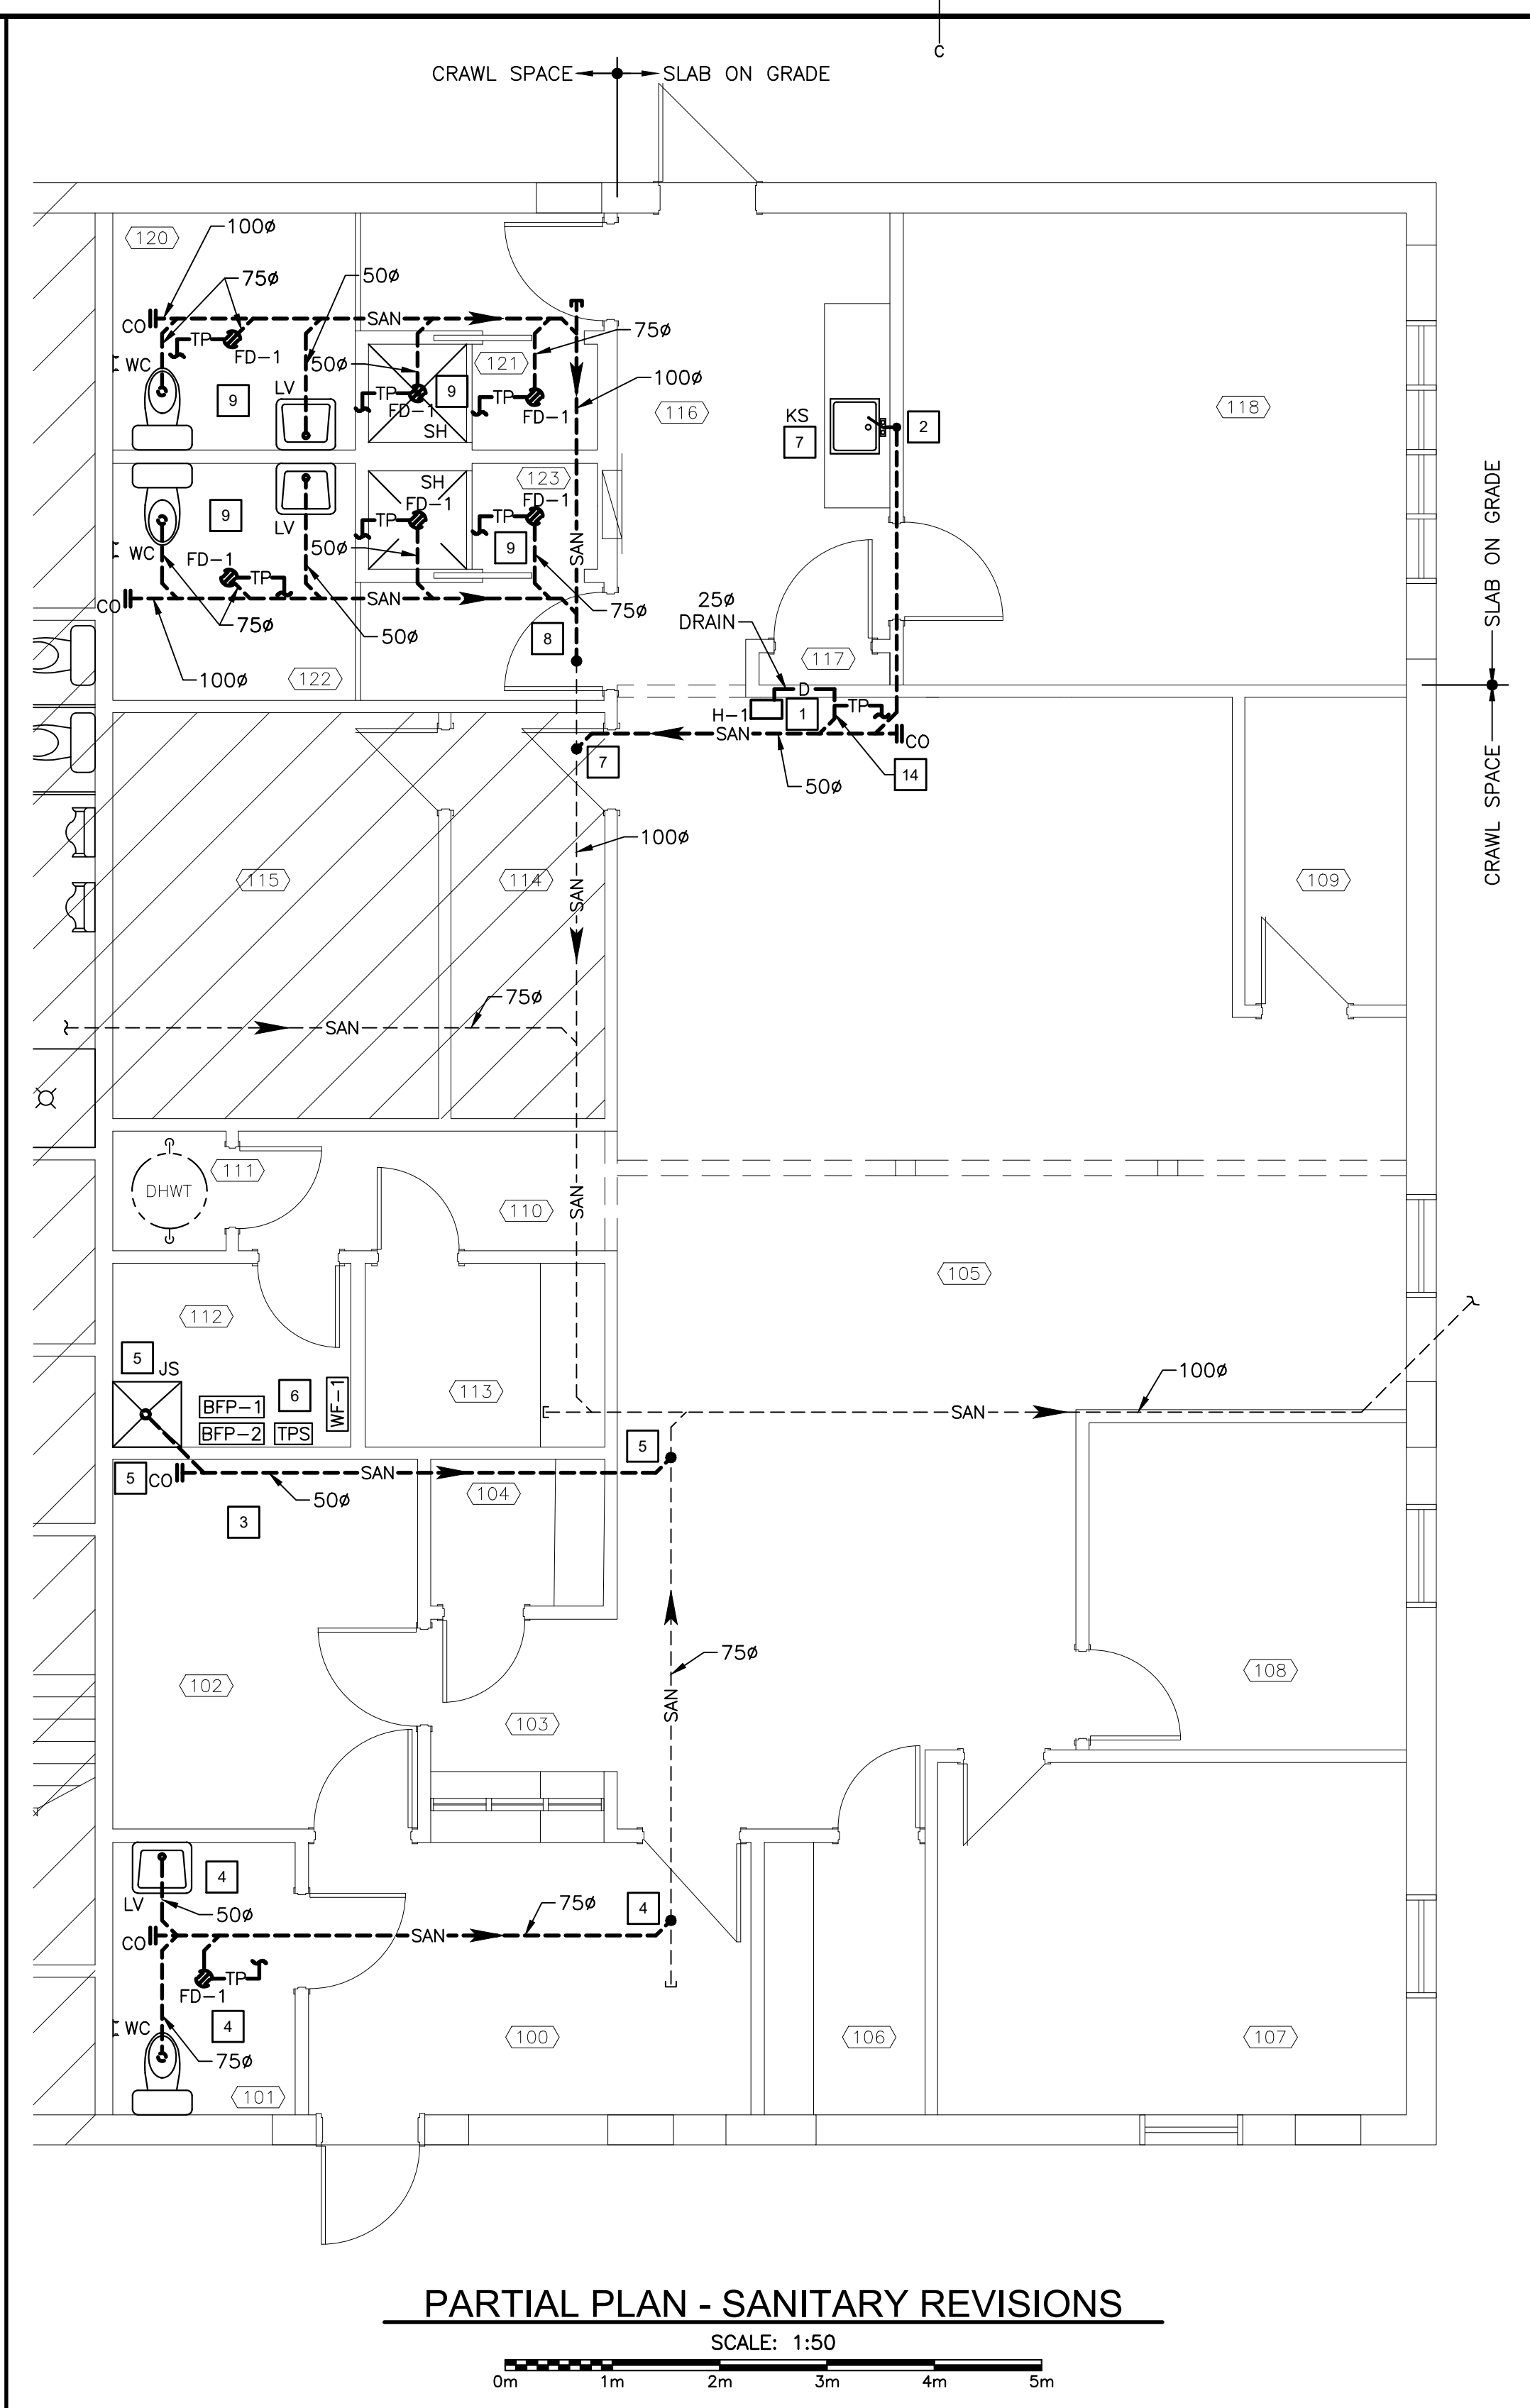 C
CRAWL SPACE
SLAB ON GRADE
120
100ø
75ø
50ø
CO
SAN
TP
WC
FD-1
LV
9
50ø
121
75ø
100ø
TP
9
TP
FD-1
FD-1
SH
116
KS
7
2
118
SLAB ON GRADE
CRAWL SPACE
SH
123
9
LV
FD-1
FD-1
TP
TP
WC
50ø
9
SAN
FD-1
TP
CO
SAN
75ø
75ø
50ø
8
100ø
122
25ø
DRAIN
117
D
H-1
1
TP
SAN
CO
7
14
50ø
100ø
115
114
SAN
109
75ø
SAN
111
DHWT
110
SAN
105
112
5
JS
6
BFP-1
BFP-2
TPS
WF-1
113
100ø
SAN
5
5
CO
SAN
50ø
104
3
75ø
102
103
SAN
108
4
LV
50ø
75ø
4
CO
SAN
TP
FD-1
WC
4
75ø
101
100
106
107
PARTIAL PLAN - SANITARY REVISIONS
SCALE: 1:50
0m 1m 2m 3m 4m 5m